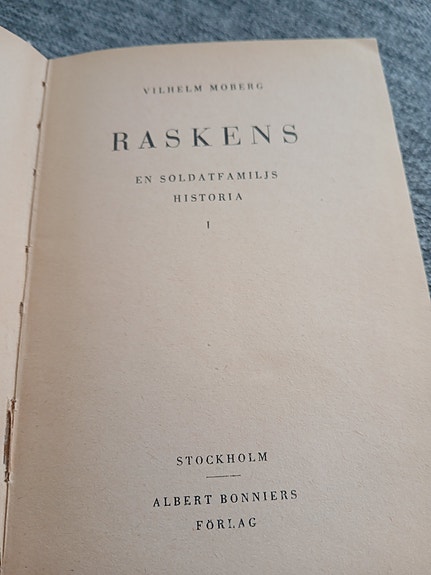 VILHELM MOBERG
RASKENS
EN SOLDATFAMILJS
HISTORIA
I
STOCKHOLM
ALBERT BONNIERS
FÖRLAG